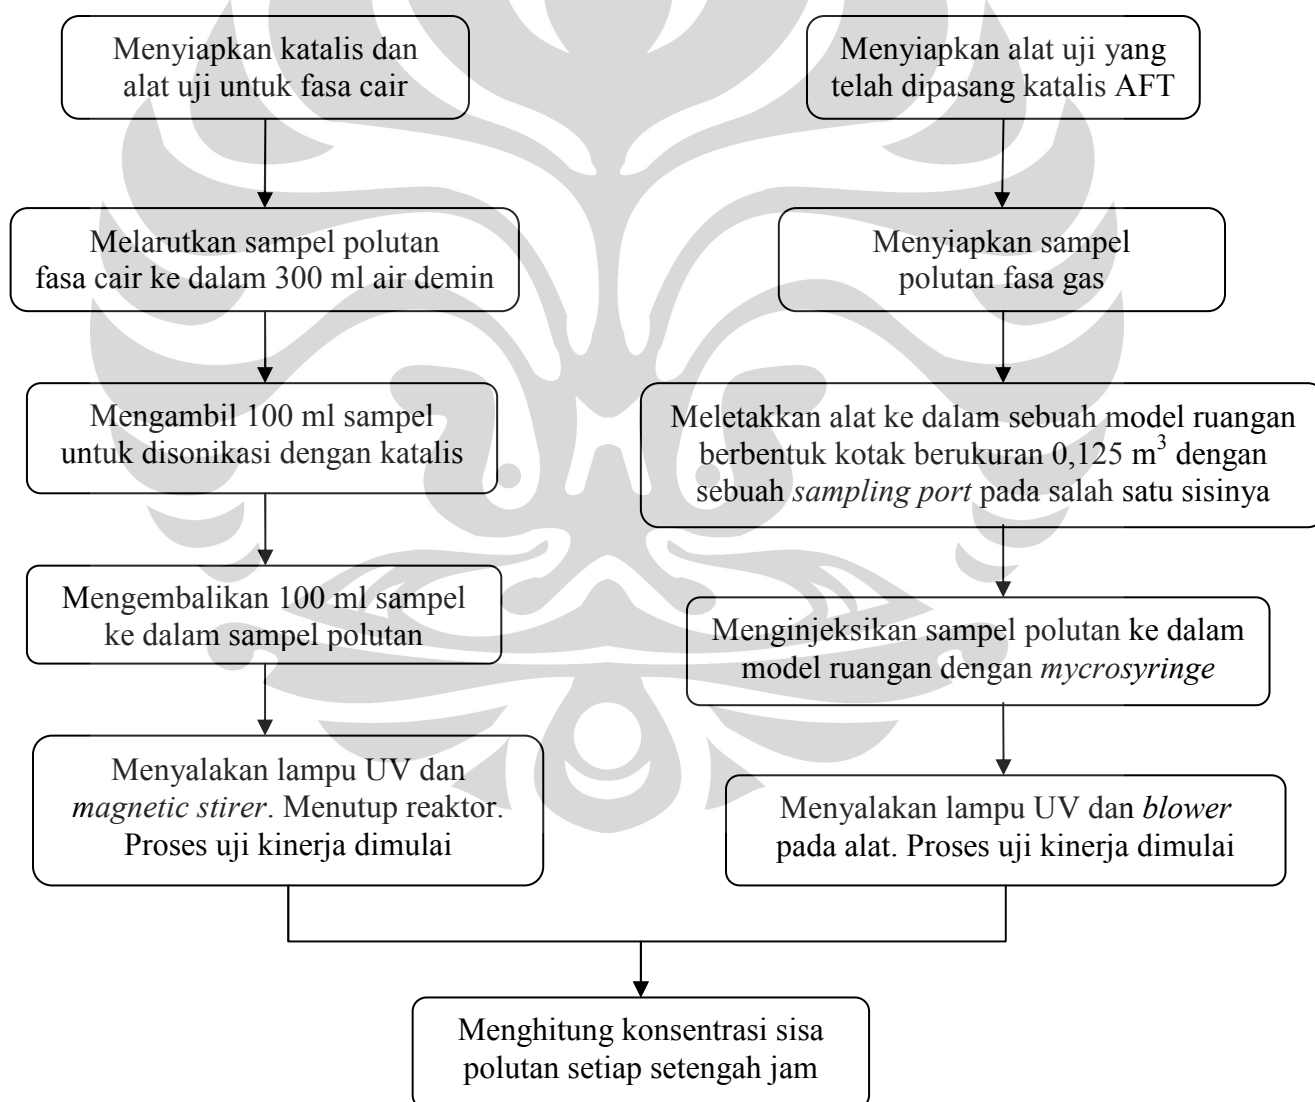 Menyiapkan katalis dan
alat uji untuk fasa cair
Melarutkan sampel polutan
fasa cair ke dalam 300 ml air demin
Mengambil 100 ml sampel
untuk disonikasi dengan katalis
Mengembalikan 100 ml sampel
ke dalam sampel polutan
Menyalakan lampu UV dan
magnetic stirer. Menutup reaktor.
Proses uji kinerja dimulai
Menyiapkan alat uji yang
telah dipasang katalis AFT
Menyiapkan sampel
polutan fasa gas
Meletakkan alat ke dalam sebuah model ruangan
berbentuk kotak berukuran 0,125 m³ dengan
sebuah sampling port pada salah satu sisinya
Menginjeksikan sampel polutan ke dalam
model ruangan dengan mycrosyringe
Menyalakan lampu UV dan blower
pada alat. Proses uji kinerja dimulai
Menghitung konsentrasi sisa
polutan setiap setengah jam